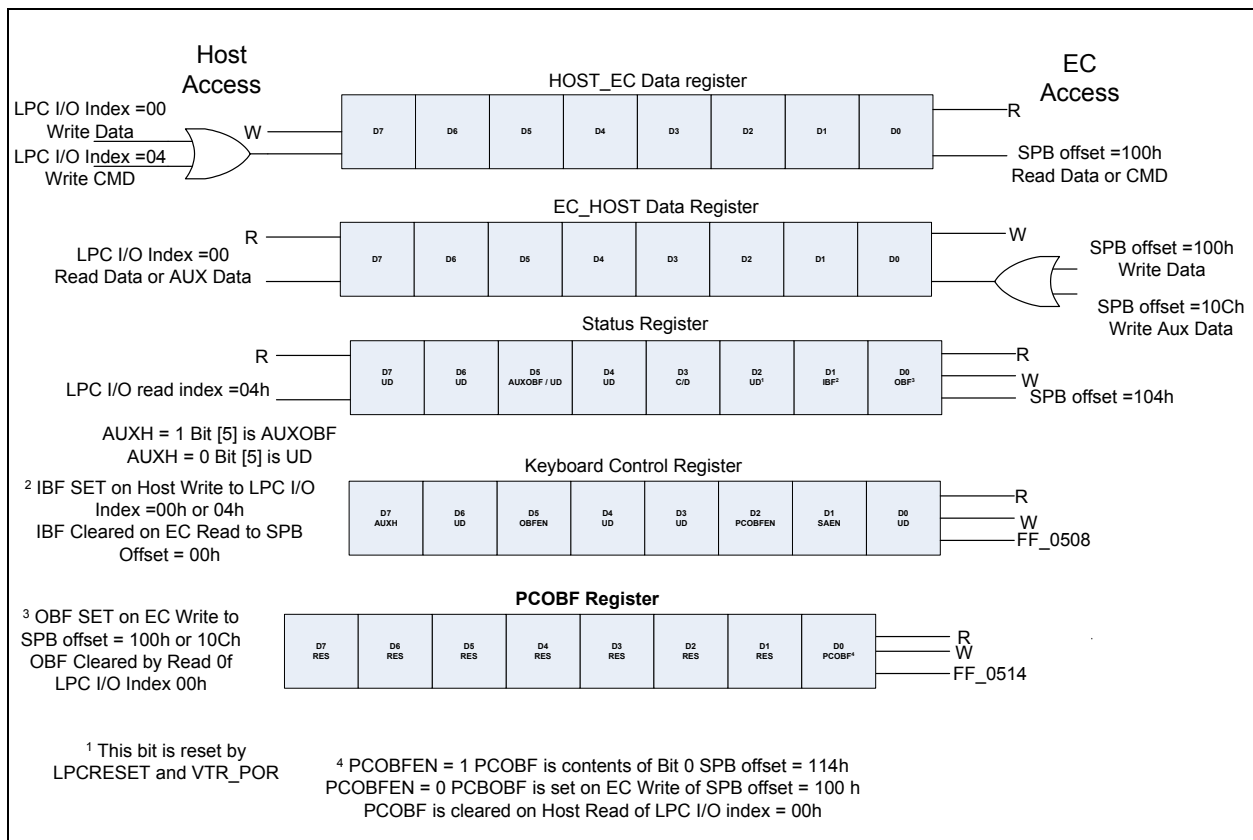 Host
Access
EC
Access
HOST_EC Data register
LPC I/O Index =00
Write Data
LPC I/O Index =04
Write CMD
W
D7 D6 D5 D4 D3 D2 D1 D0
R
SPB offset =100h
Read Data or CMD
EC_HOST Data Register
R
LPC I/O Index =00
Read Data or AUX Data
D7 D6 D5 D4 D3 D2 D1 D0
W
SPB offset =100h
Write Data
SPB offset =10Ch
Write Aux Data
Status Register
R
LPC I/O read index =04h
D7 D6 D5 D4 D3 D2 D1 D0
UD UD AUXOBF / UD UD C/D UD¹ IBF² OBF³
R
W
SPB offset =104h
AUXH = 1 Bit [5] is AUXOBF
AUXH = 0 Bit [5] is UD
Keyboard Control Register
² IBF SET on Host Write to LPC I/O
Index =00h or 04h
IBF Cleared on EC Read to SPB
Offset = 00h
D7 D6 D5 D4 D3 D2 D1 D0
AUXH UD OBFEN UD UD PCOBFEN SAEN UD
R
W
FF_0508
PCOBF Register
³ OBF SET on EC Write to
SPB offset = 100h or 10Ch
OBF Cleared by Read 0f
LPC I/O Index 00h
D7 D6 D5 D4 D3 D2 D1 D0
RES RES RES RES RES RES RES PCOBF⁴
R
W
FF_0514
¹ This bit is reset by
LPCRESET and VTR_POR
⁴ PCOBFEN = 1 PCOBF is contents of Bit 0 SPB offset = 114h
PCOBFEN = 0 PCBOBF is set on EC Write of SPB offset = 100 h
PCOBF is cleared on Host Read of LPC I/O index = 00h